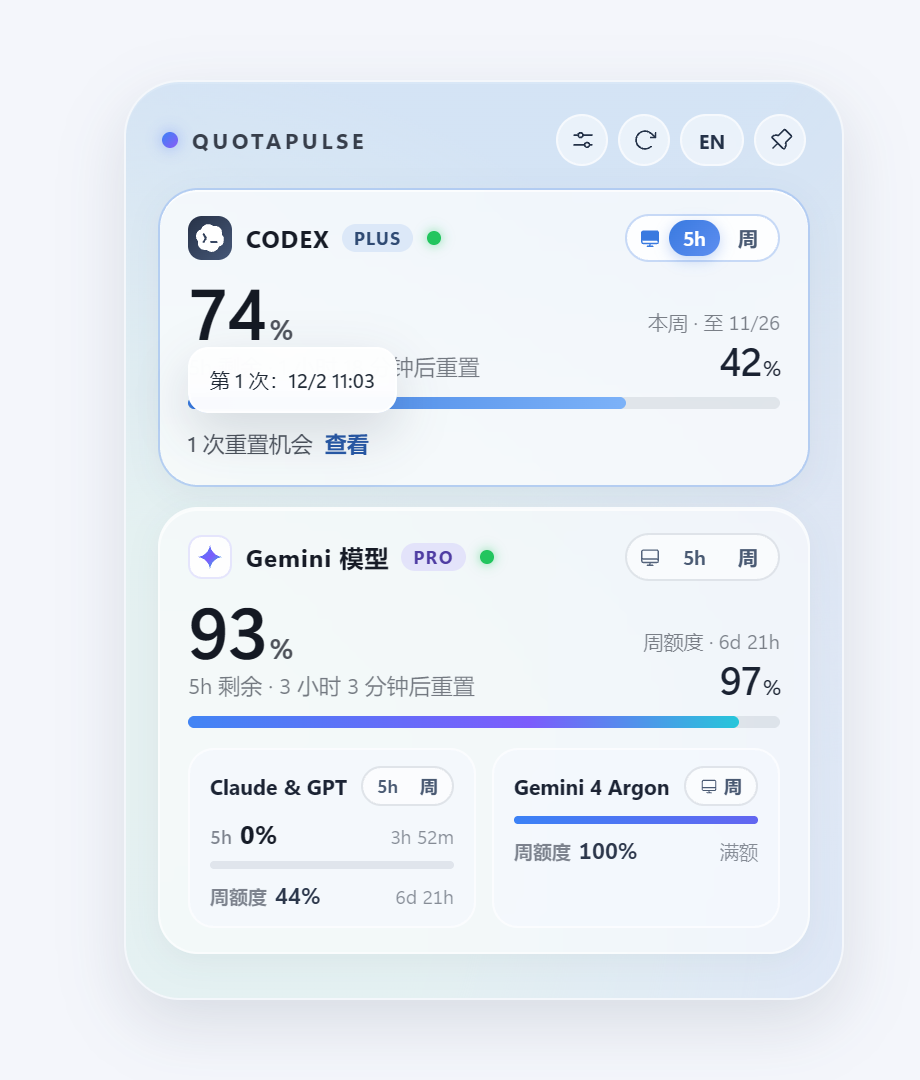 QUOTAPULSE
EN
CODEX PLUS
5h 周
74%
本周 · 至 11/26
钟后重置
42%
第 1 次：12/2 11:03
1 次重置机会 查看
Gemini 模型 PRO
5h 周
93%
周额度 · 6d 21h
5h 剩余 · 3 小时 3 分钟后重置
97%
Claude & GPT 5h 周
5h 0% 3h 52m
周额度 44% 6d 21h
Gemini 4 Argon 周
周额度 100% 满额